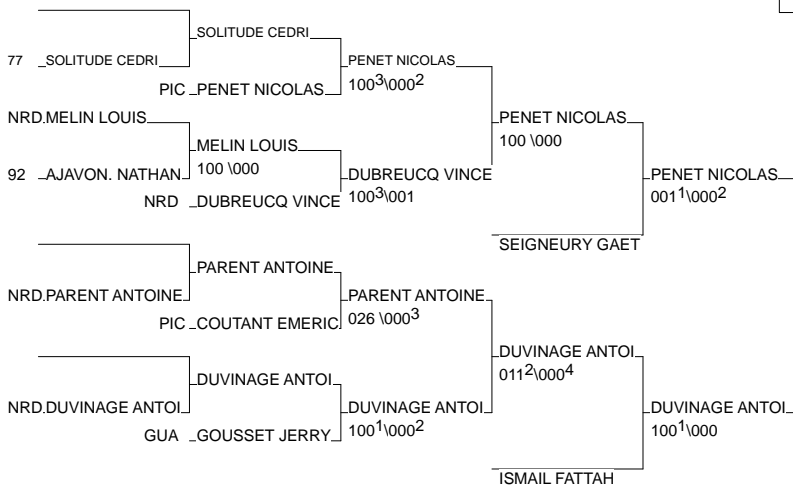 SOLITUDE CEDRI
77 SOLITUDE CEDRI PENET NICOLAS
PIC PENET NICOLAS 100³\000²
NRD. MELIN LOUIS PENET NICOLAS
MELIN LOUIS 100 \000
92 AJAVON. NATHAN 100 \000 DUBREUCQ VINCE PENET NICOLAS
NRD DUBREUCQ VINCE 100³\001 001¹\000²
SEIGNEURY GAET
PARENT ANTOINE
NRD. PARENT ANTOINE PARENT ANTOINE
PIC COUTANT EMERIC 026 \000³
DUVINAGE ANTOI
DUVINAGE ANTOI 011²\000⁴
NRD. DUVINAGE ANTOI DUVINAGE ANTOI DUVINAGE ANTOI
GUA GOUSSET JERRY 100¹\000² 100¹\000
ISMAIL FATTAH